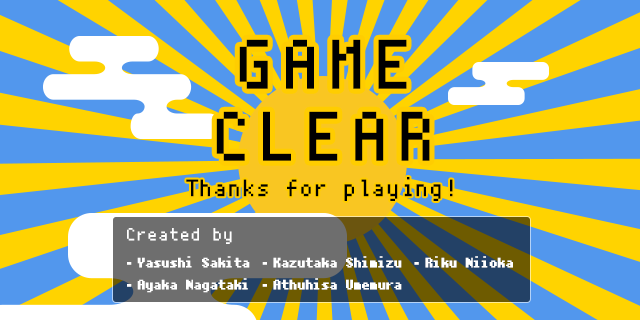 GAME
CLEAR
Thanks for playing!
Created by
- Yasushi Sakita - Kazutaka Shimizu - Riku Niioka
- Ayaka Nagataki - Athuhisa Umemura